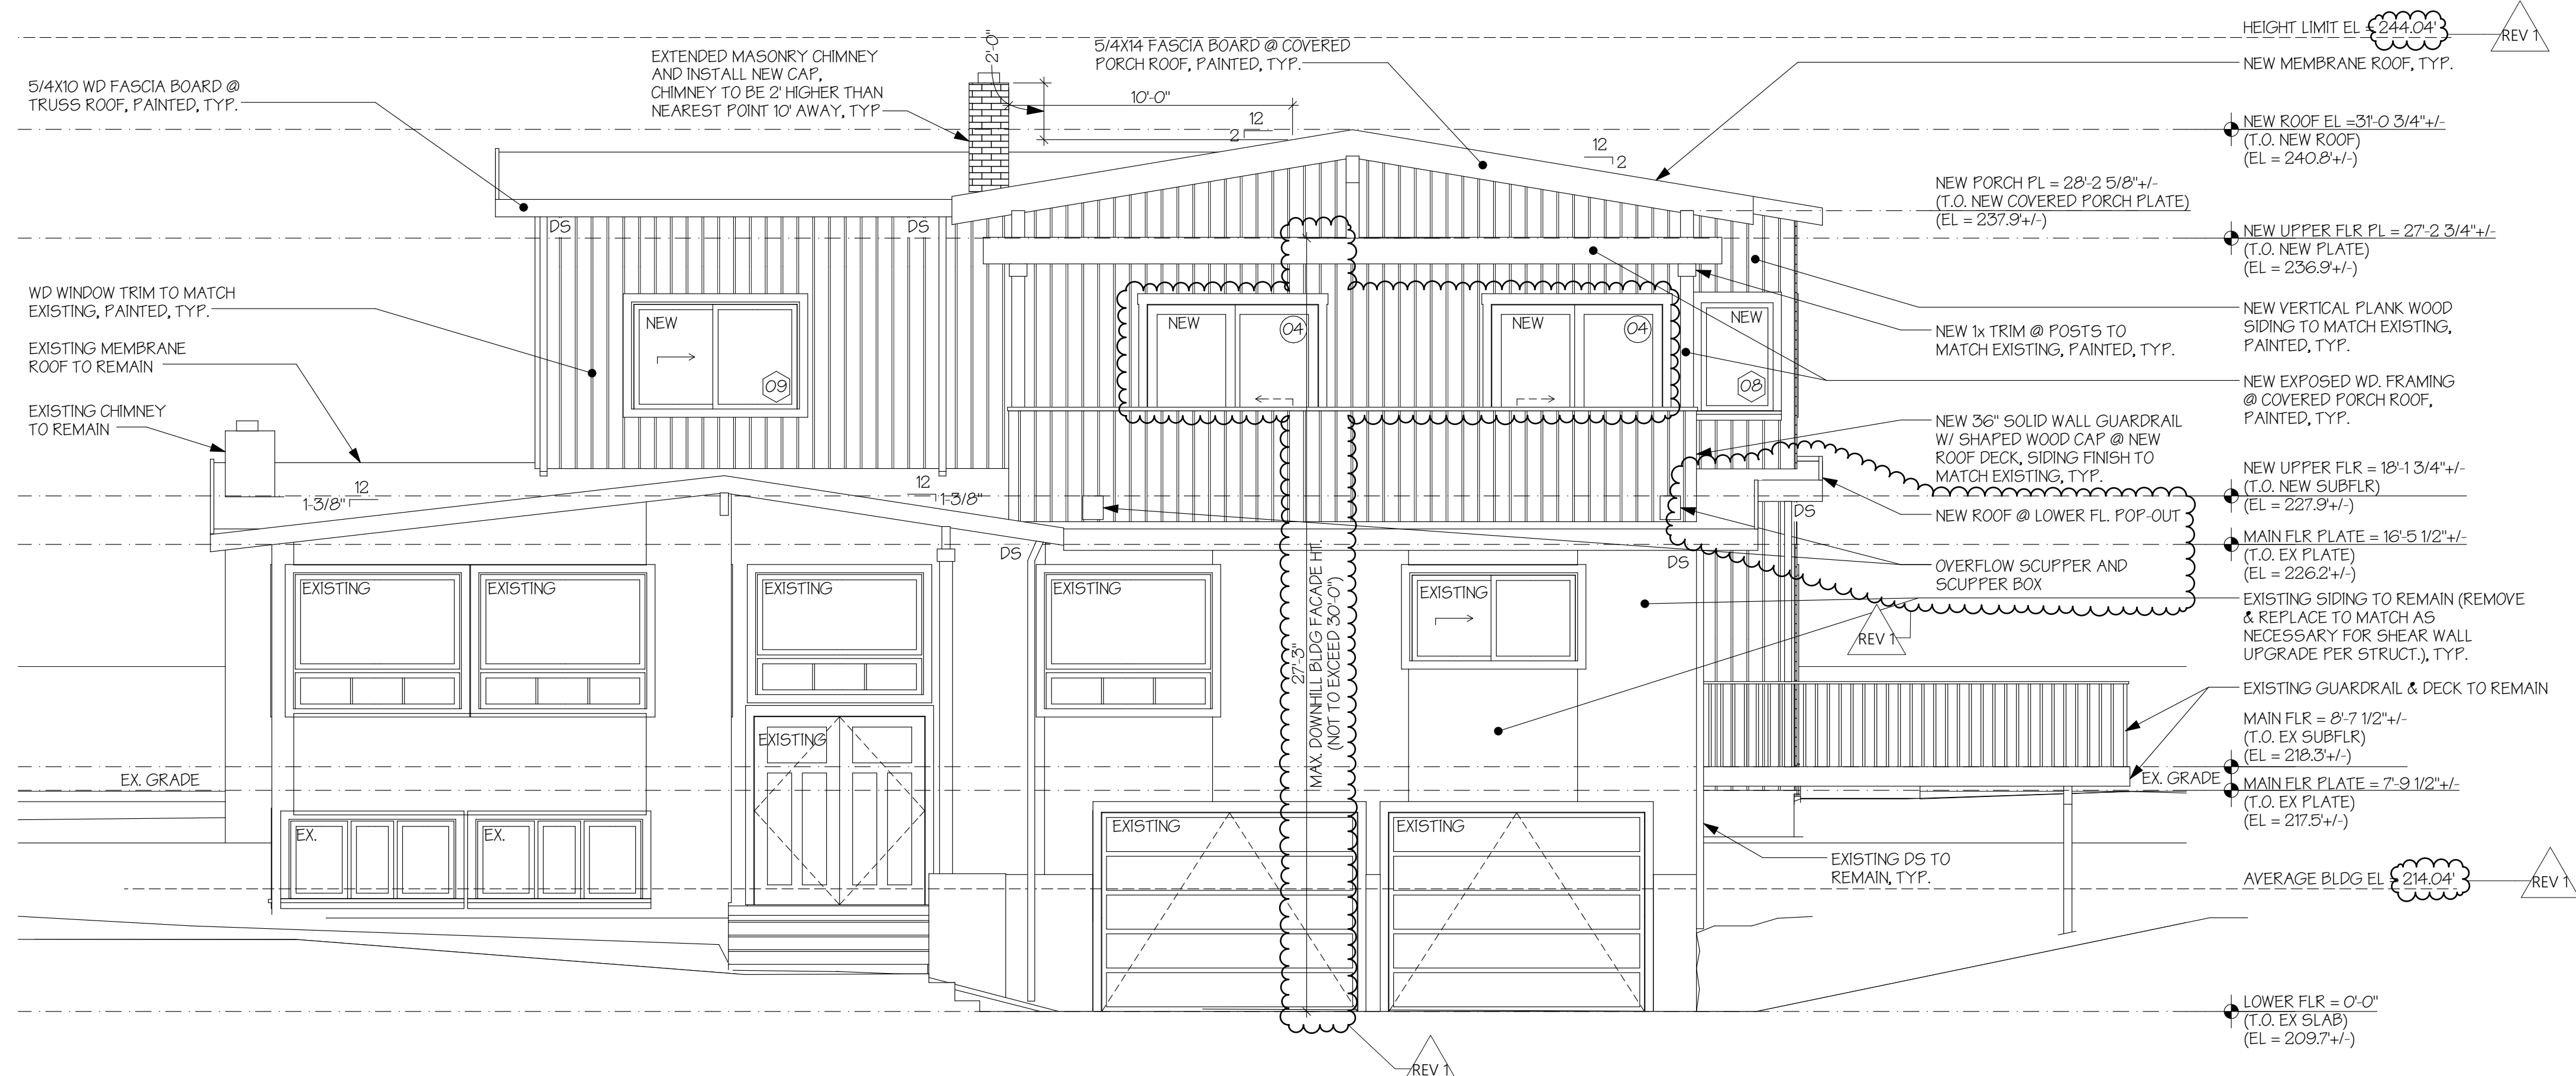 HEIGHT LIMIT EL = 244.04'
REV 1
NEW MEMBRANE ROOF, TYP.
5/4X10 WD FASCIA BOARD @
TRUSS ROOF, PAINTED, TYP.
EXTENDED MASONRY CHIMNEY
AND INSTALL NEW CAP,
CHIMNEY TO BE 2' HIGHER THAN
NEAREST POINT 10' AWAY, TYP
2'-0"
5/4X14 FASCIA BOARD @ COVERED
PORCH ROOF, PAINTED, TYP.
10'-0"
12
2
12
2
NEW ROOF EL =31'-0 3/4"+/-
(T.O. NEW ROOF)
(EL = 240.8'+/-)
NEW PORCH PL = 28'-2 5/8"+/-
(T.O. NEW COVERED PORCH PLATE)
(EL = 237.9'+/-)
NEW UPPER FLR PL = 27'-2 3/4"+/-
(T.O. NEW PLATE)
(EL = 236.9'+/-)
DS
DS
WD WINDOW TRIM TO MATCH
EXISTING, PAINTED, TYP.
EXISTING MEMBRANE
ROOF TO REMAIN
EXISTING CHIMNEY
TO REMAIN
NEW
09
NEW
04
NEW
04
NEW
08
NEW 1x TRIM @ POSTS TO
MATCH EXISTING, PAINTED, TYP.
NEW VERTICAL PLANK WOOD
SIDING TO MATCH EXISTING,
PAINTED, TYP.
NEW EXPOSED WD. FRAMING
@ COVERED PORCH ROOF,
PAINTED, TYP.
NEW 36" SOLID WALL GUARDRAIL
W/ SHAPED WOOD CAP @ NEW
ROOF DECK, SIDING FINISH TO
MATCH EXISTING, TYP.
NEW UPPER FLR = 18'-1 3/4"+/-
(T.O. NEW SUBFLR)
(EL = 227.9'+/-)
12
1-3/8"
12
1-3/8"
DS
NEW ROOF @ LOWER FL. POP-OUT
MAIN FLR PLATE = 16'-5 1/2"+/-
(T.O. EX PLATE)
(EL = 226.2'+/-)
DS
DS
OVERFLOW SCUPPER AND
SCUPPER BOX
EXISTING
EXISTING
EXISTING
EXISTING
EXISTING
27'-3"
MAX. DOWNHILL BLDG FACADE HT.
(NOT TO EXCEED 30'-0")
REV 1
EXISTING SIDING TO REMAIN (REMOVE
& REPLACE TO MATCH AS
NECESSARY FOR SHEAR WALL
UPGRADE PER STRUCT.), TYP.
EXISTING GUARDRAIL & DECK TO REMAIN
MAIN FLR = 8'-7 1/2"+/-
(T.O. EX SUBFLR)
(EL = 218.3'+/-)
EXISTING
EX. GRADE
EX. GRADE
MAIN FLR PLATE = 7'-9 1/2"+/-
(T.O. EX PLATE)
(EL = 217.5'+/-)
EX.
EX.
EXISTING
EXISTING
EXISTING DS TO
REMAIN, TYP.
AVERAGE BLDG EL = 214.04'
REV 1
LOWER FLR = 0'-0"
(T.O. EX SLAB)
(EL = 209.7'+/-)
REV 1